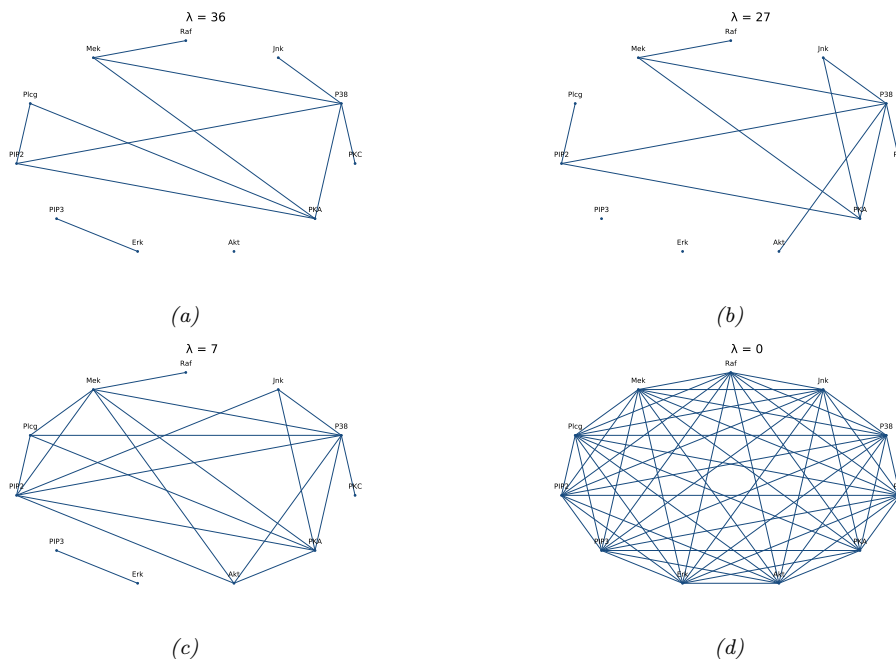 λ = 36
Raf
Mek
Jnk
Plcg
P38
PIP2
PKC
PIP3
PKA
Erk
Akt
(a)
λ = 27
Raf
Mek
Jnk
Plcg
P38
PIP2
P
PIP3
PKA
Erk
Akt
(b)
λ = 7
Raf
Mek
Jnk
Plcg
P38
PIP2
PKC
PIP3
PKA
Erk
Akt
(c)
λ = 0
Raf
Mek
Jnk
Plcg
P38
PIP2
P
PIP3
PKA
Erk
Akt
(d)